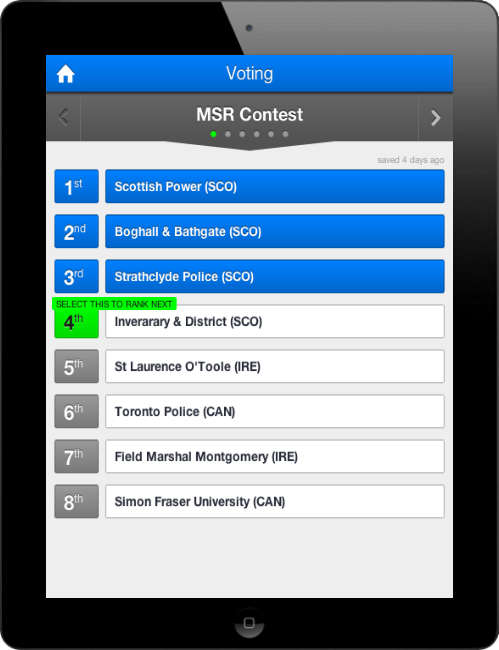 Voting
MSR Contest
saved 4 days ago
1st Scottish Power (SCO)
2nd Boghall & Bathgate (SCO)
3rd Strathclyde Police (SCO)
SELECT THIS TO RANK NEXT
4th Inverarary & District (SCO)
5th St Laurence O'Toole (IRE)
6th Toronto Police (CAN)
7th Field Marshal Montgomery (IRE)
8th Simon Fraser University (CAN)